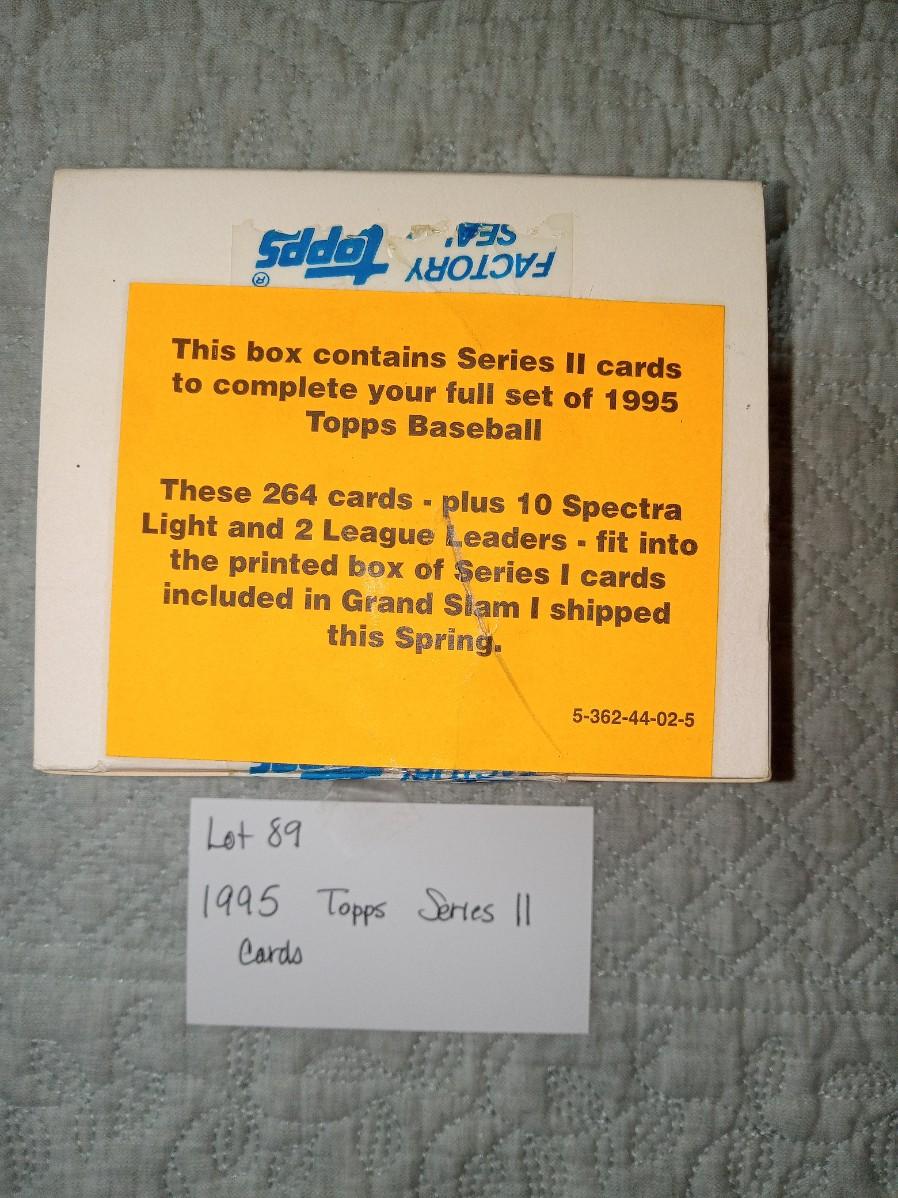 Topps® FACTORY SEA
This box contains Series II cards
to complete your full set of 1995
Topps Baseball
These 264 cards - plus 10 Spectra
Light and 2 League Leaders - fit into
the printed box of Series I cards
included in Grand Slam I shipped
this Spring.
5-362-44-02-5
Lot 89
1995 Topps Series II
Cards